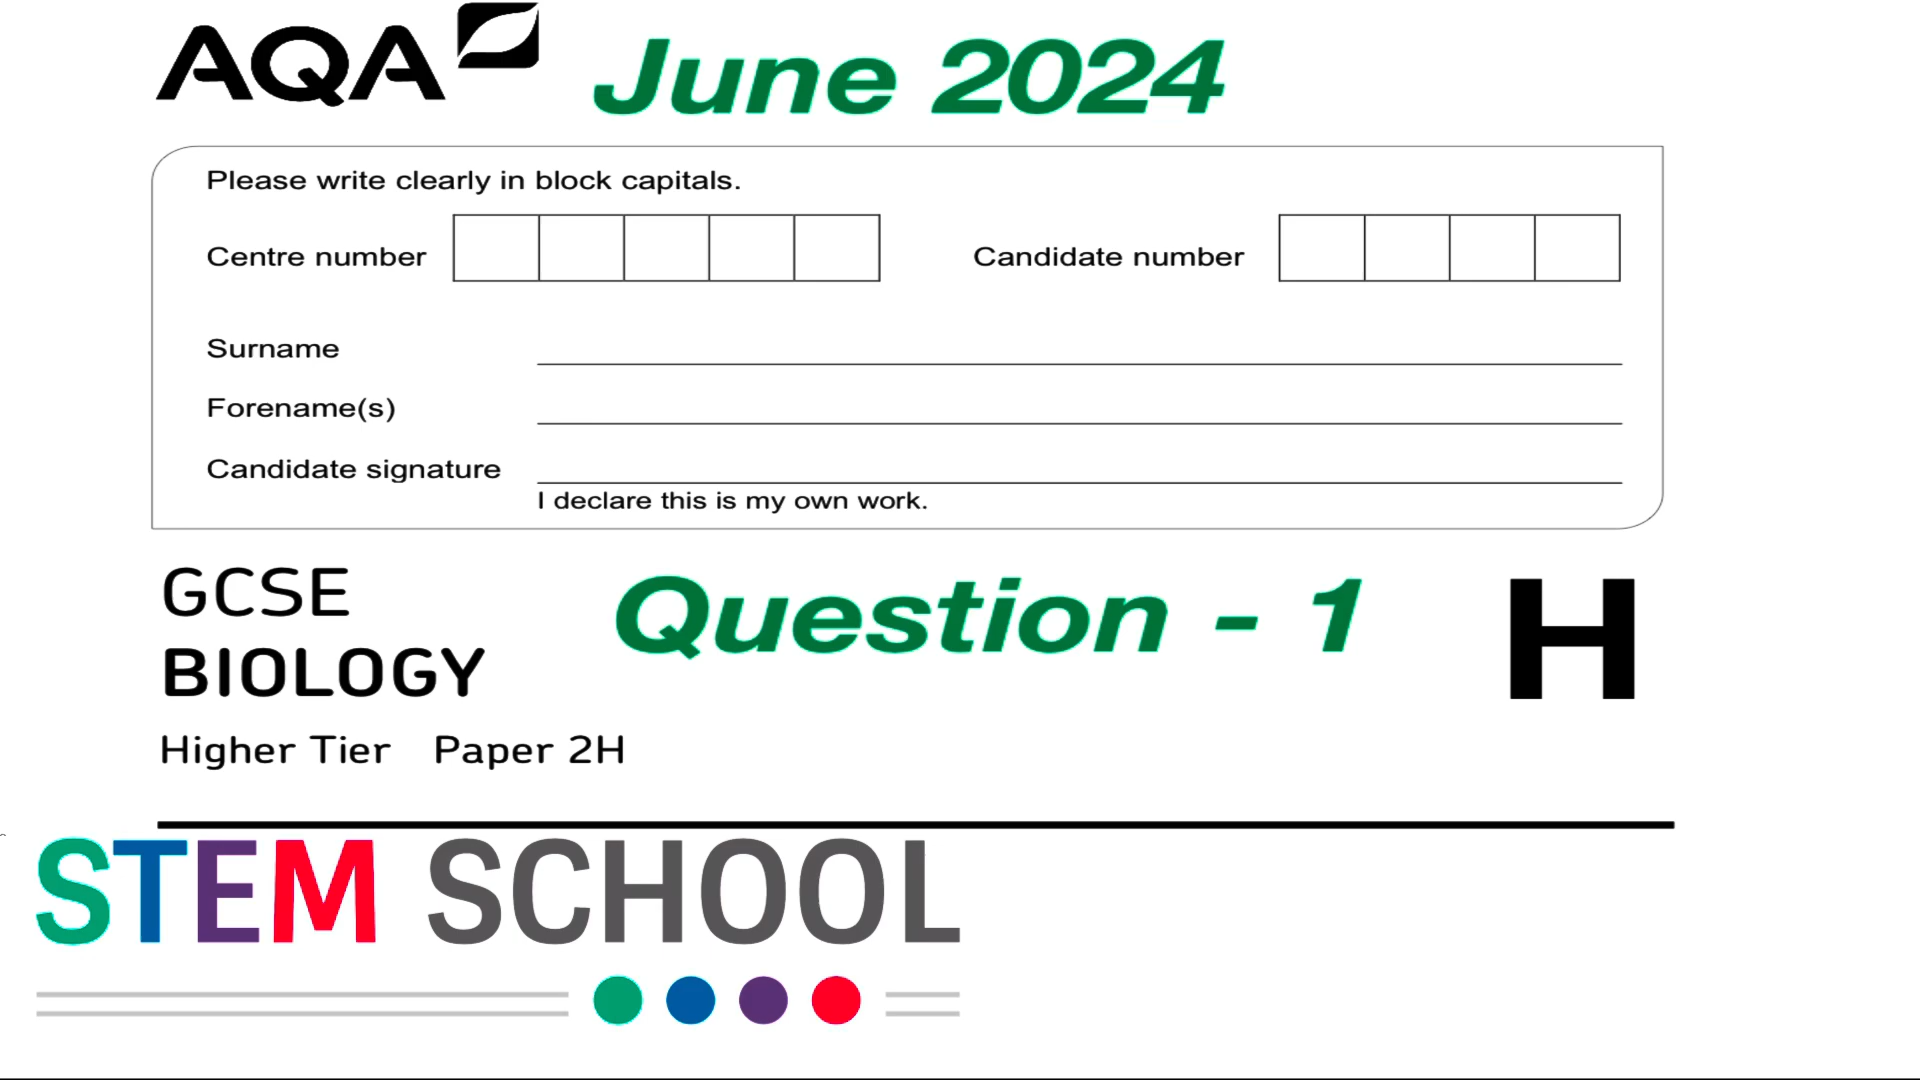 AQA June 2024
Please write clearly in block capitals.
Centre number Candidate number
Surname
Forename(s)
Candidate signature
I declare this is my own work.
GCSE
BIOLOGY
Question - 1 H
Higher Tier Paper 2H
STEM SCHOOL